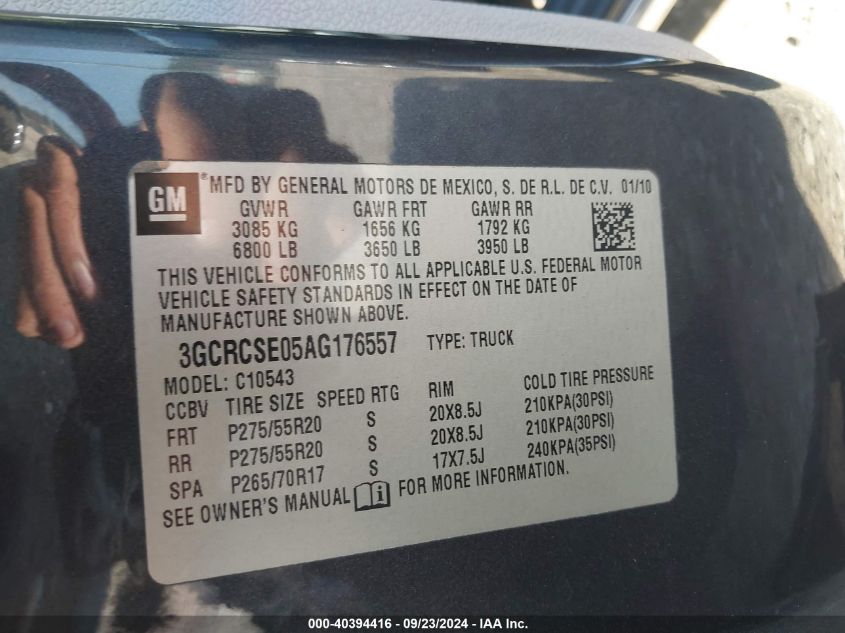 GM ®MFD BY GENERAL MOTORS DE MEXICO, S. DE R.L. DE C.V. 01/10
GVWR GAWR FRT GAWR RR
3085 KG 1656 KG 1792 KG
6800 LB 3650 LB 3950 LB
THIS VEHICLE CONFORMS TO ALL APPLICABLE U.S. FEDERAL MOTOR
VEHICLE SAFETY STANDARDS IN EFFECT ON THE DATE OF
MANUFACTURE SHOWN ABOVE.
3GCRCSE05AG176557 TYPE: TRUCK
MODEL: C10543
CCBV TIRE SIZE SPEED RTG RIM COLD TIRE PRESSURE
FRT P275/55R20 S 20X8.5J 210KPA(30PSI)
RR P275/55R20 S 20X8.5J 210KPA(30PSI)
SPA P265/70R17 S 17X7.5J 240KPA(35PSI)
SEE OWNER'S MANUAL i FOR MORE INFORMATION.
000-40394416 - 09/23/2024 - IAA Inc.